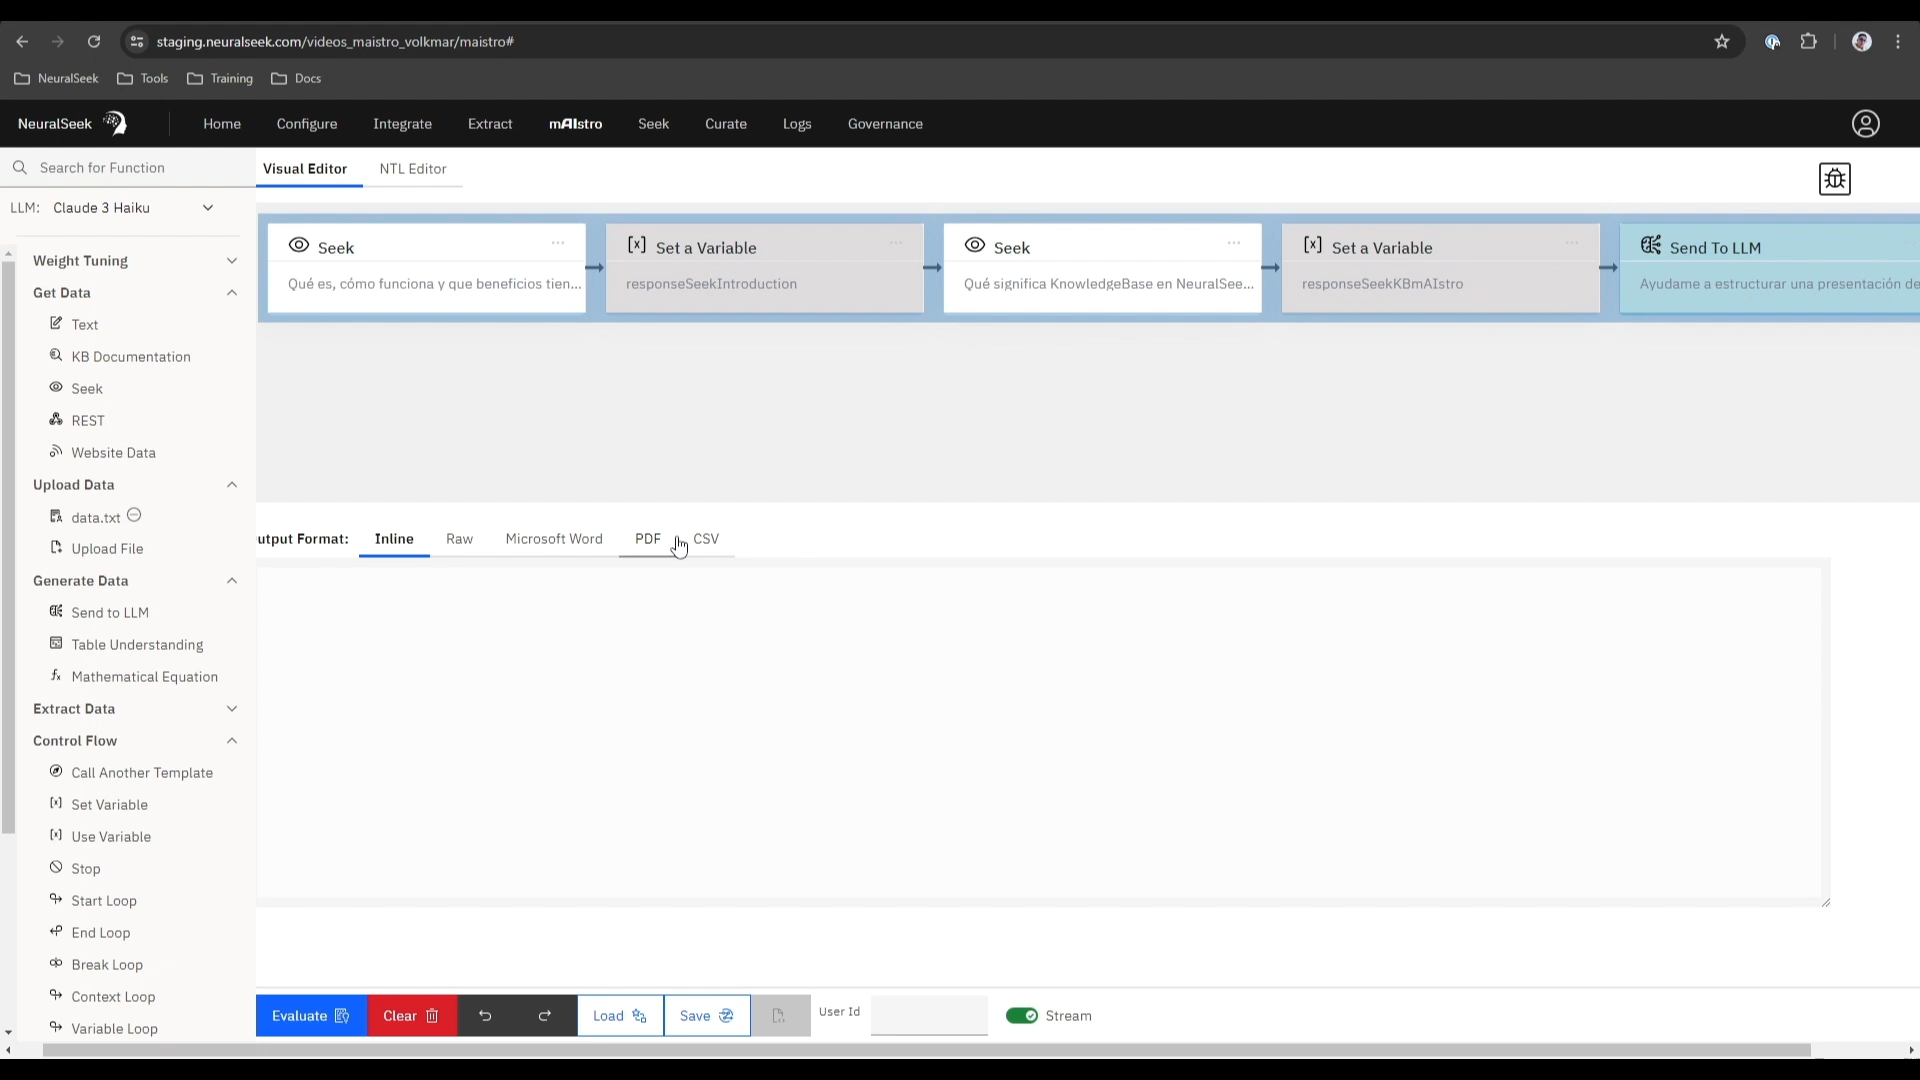 staging.neuralseek.com/videos_maistro_volkmar/maistro#
NeuralSeek Tools Training Docs
NeuralSeek Home Configure Integrate Extract mAIstro Seek Curate Logs Governance
Search for Function
Visual Editor NTL Editor
LLM: Claude 3 Haiku
Seek
Qué es, cómo funciona y que beneficios tien...
[x] Set a Variable
responseSeekIntroduction
Seek
Qué significa KnowledgeBase en NeuralSee...
[x] Set a Variable
responseSeekKBmAIstro
Send To LLM
Ayudame a estructurar una presentación de
Weight Tuning
Get Data
Text
KB Documentation
Seek
REST
Website Data
Upload Data
data.txt
Upload File
Generate Data
Send to LLM
Table Understanding
Mathematical Equation
Extract Data
Control Flow
Call Another Template
Set Variable
Use Variable
Stop
Start Loop
End Loop
Break Loop
Context Loop
Variable Loop
utput Format: Inline Raw Microsoft Word PDF CSV
Evaluate Clear Load Save User Id Stream